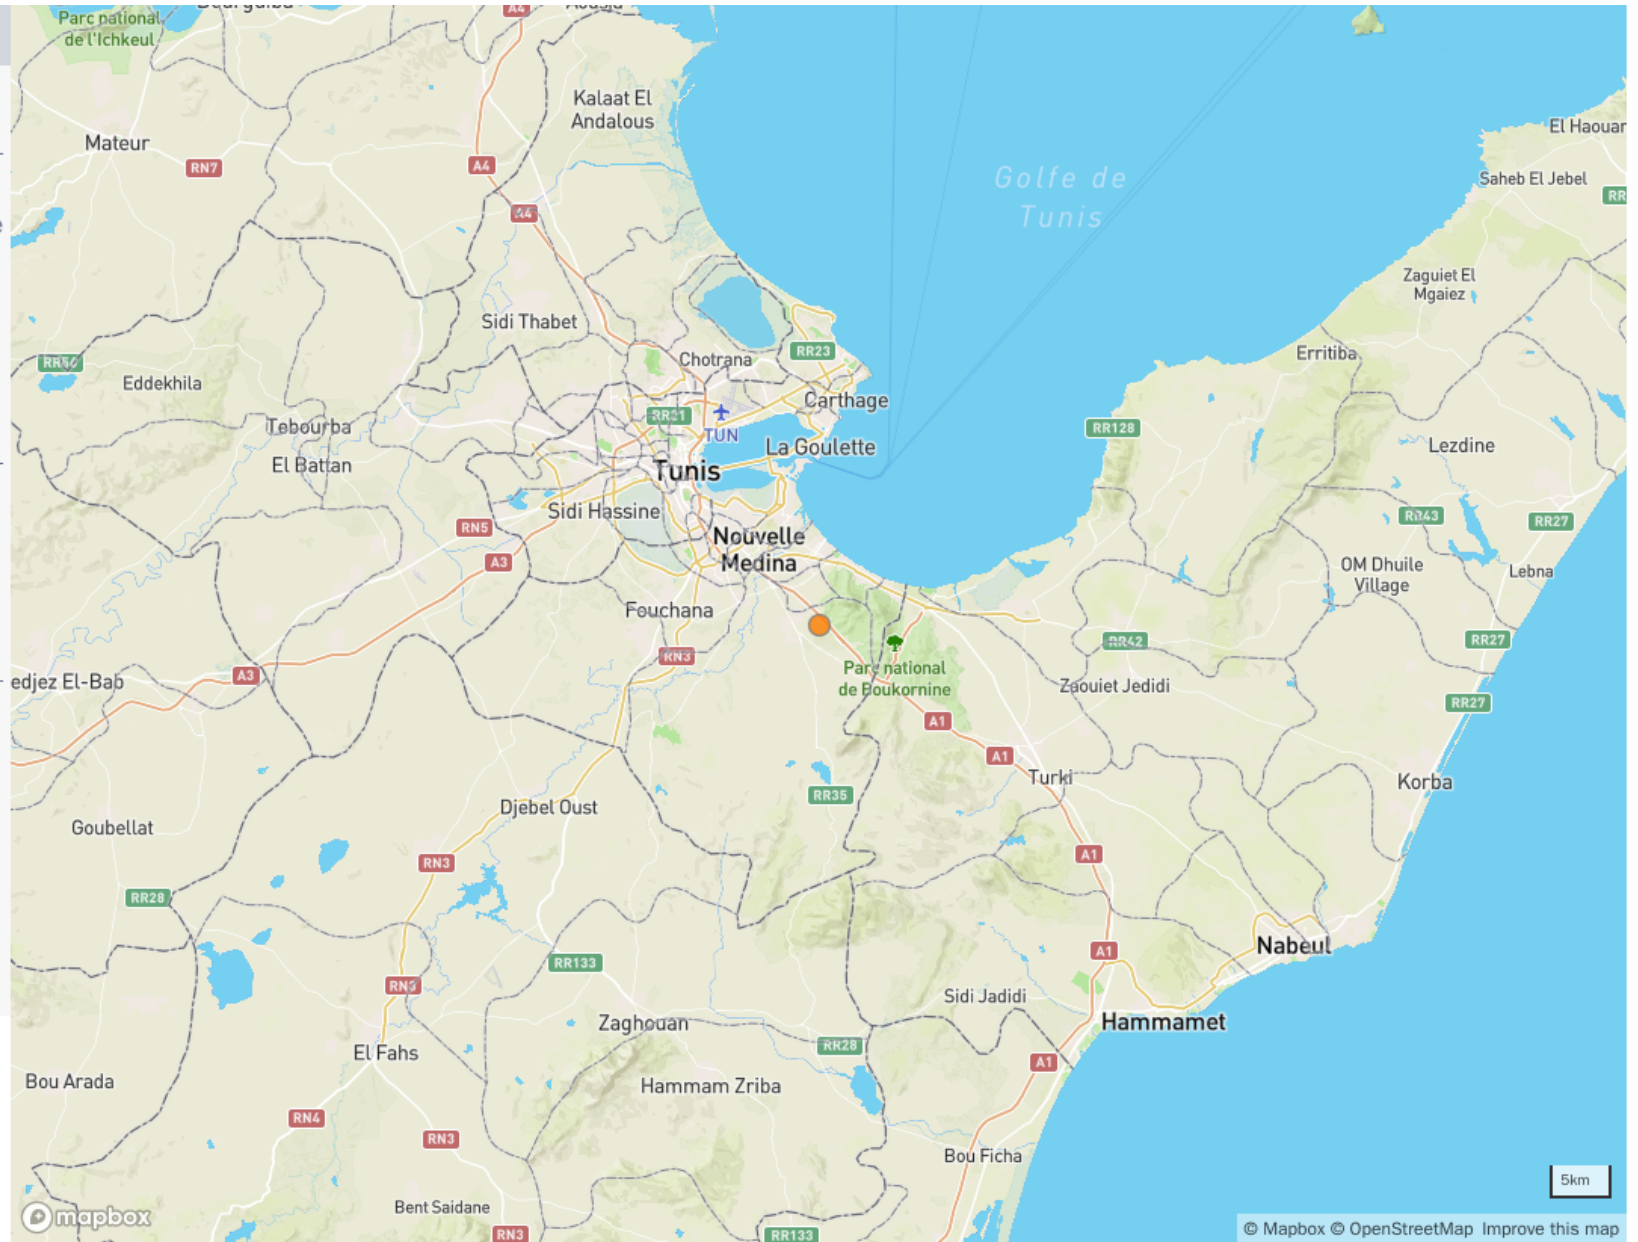 A4
Parc national
de l'Ichkeul
Kalaat El
Andalous
Mateur
RN7
A4
A4
Golfe de
Tunis
El Haouar
Saheb El Jebel
RR
Zaguiet El
Mgaiez
Sidi Thabet
Chotrana
RR23
Erritiba
Eddekhila
Carthage
RR31
TUN
RR128
Tebourba
La Goulette
Lezdine
El Battan
Tunis
Sidi Hassine
RN5
RR43
RR27
Nouvelle
Medina
A3
OM Dhuile
Village
Lebna
Fouchana
RR42
RR27
RN3
Parc national
de Boukornine
edjez El-Bab
A3
Zaouiet Jedidi
RR27
A1
A1
Turki
Korba
RR35
Djebel Oust
Goubellat
A1
RN3
RR28
A1
Nabeul
RR133
RN3
Sidi Jadidi
Zaghouan
Hammamet
El Fahs
RR28
A1
Bou Arada
Hammam Zriba
RN4
RN3
Bou Ficha
5km
Bent Saidane
mapbox
RN3
RR133
© Mapbox © OpenStreetMap Improve this map